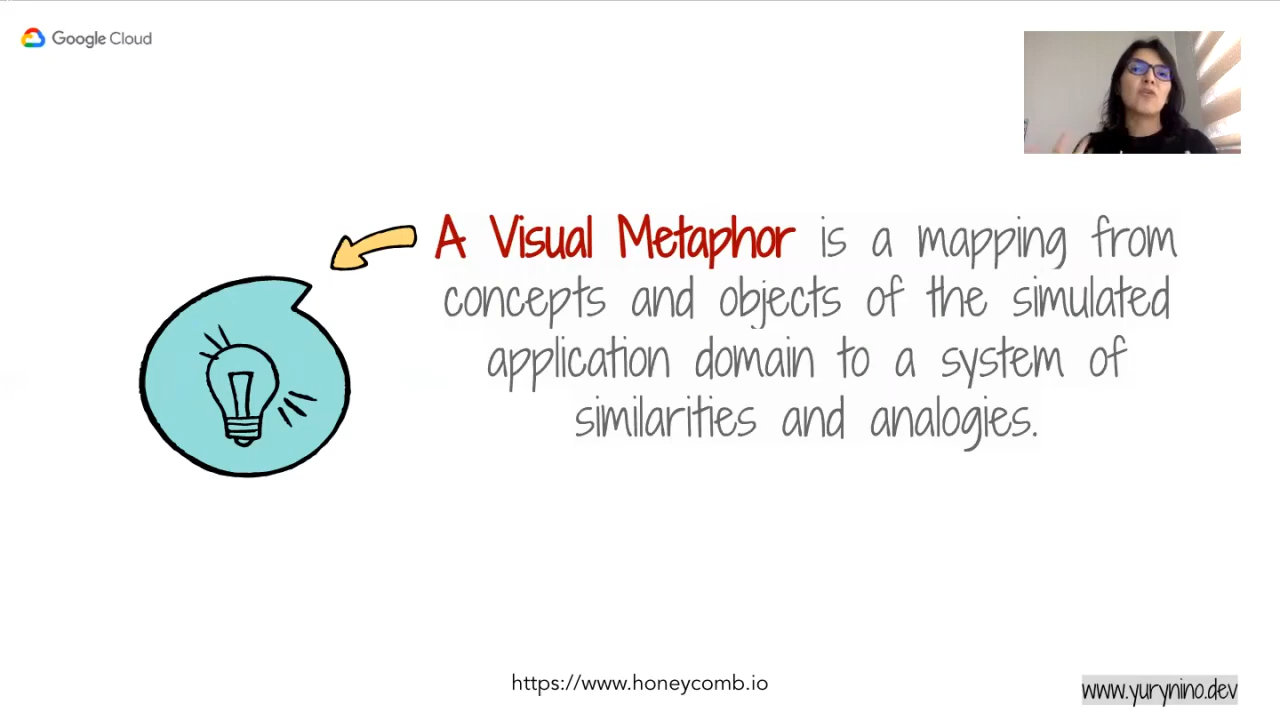 Google Cloud
A Visual Metaphor is a mapping from
concepts and objects of the simulated
application domain to a system of
similarities and analogies.
https://www.honeycomb.io
www.yurynino.dev